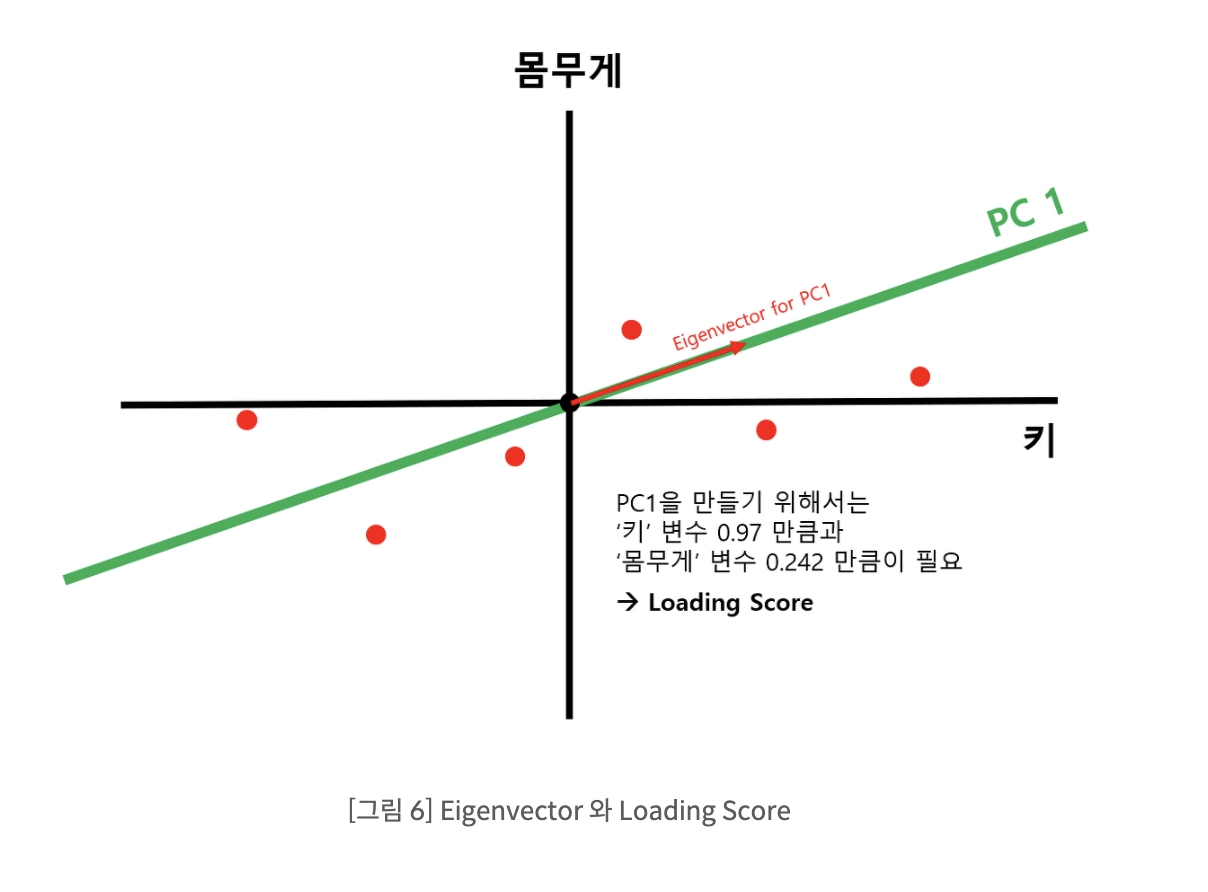 몸무게
PC 1
Eigenvector for PC1
키
PC1을 만들기 위해서는
‘키’ 변수 0.97 만큼과
‘몸무게’ 변수 0.242 만큼이 필요
→ Loading Score
[그림 6] Eigenvector 와 Loading Score